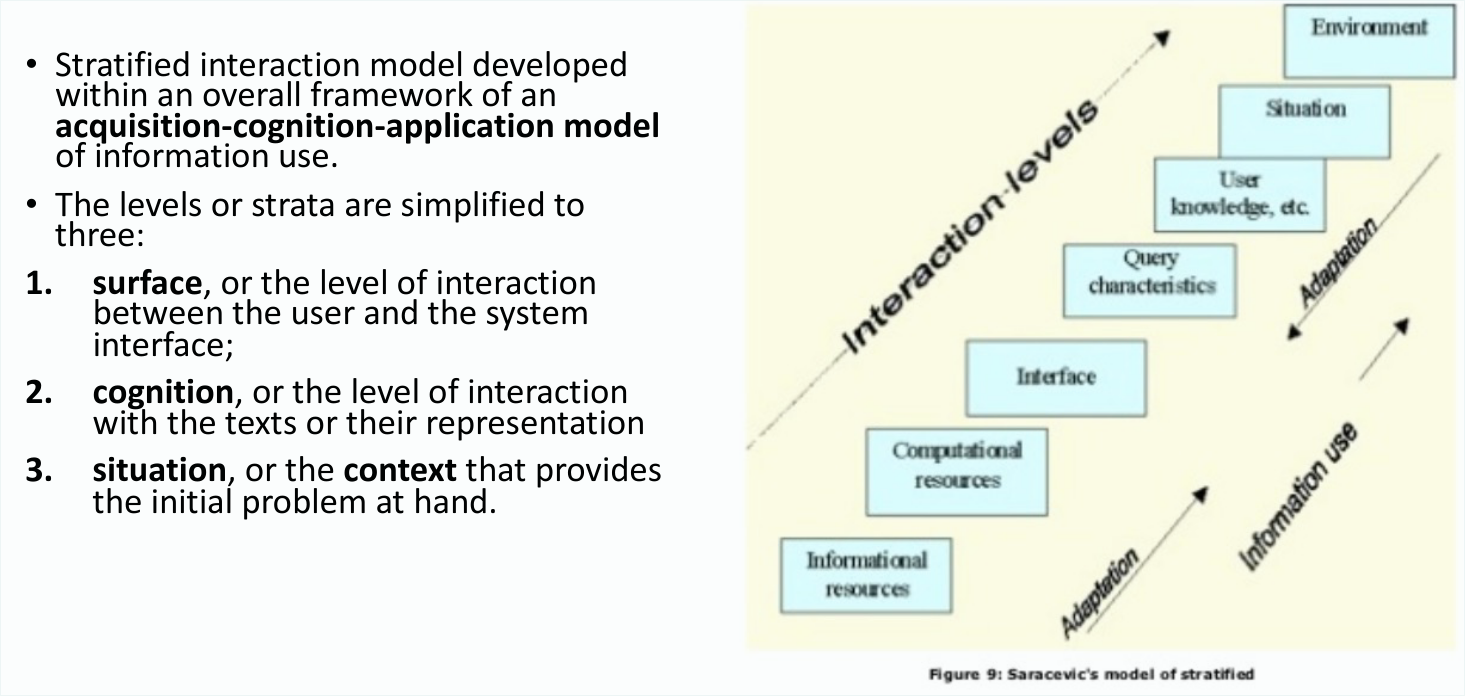 • Stratified interaction model developed
within an overall framework of an
acquisition-cognition-application model
of information use.
• The levels or strata are simplified to
three:
1. surface, or the level of interaction
between the user and the system
interface;
2. cognition, or the level of interaction
with the texts or their representation
3. situation, or the context that provides
the initial problem at hand.
Environment
Situation
User
knowledge, etc.
Query
characteristics
Interface
Computational
resources
Informational
resources
Interaction-levels
Adaptation
Information use
Adaptation
Figure 9: Saracevic's model of stratified